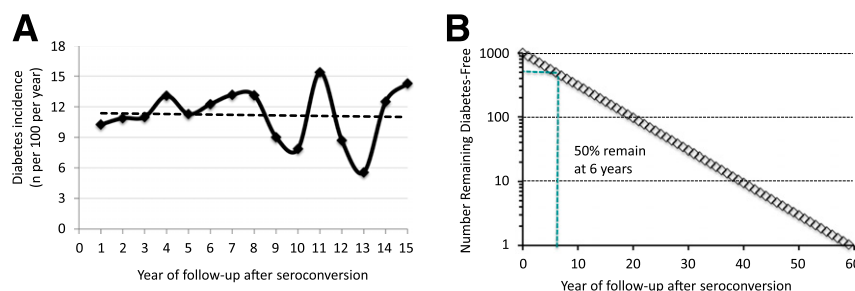 A
Diabetes incidence
(n per 100 per year)
18
15
12
9
6
3
0
0 1 2 3 4 5 6 7 8 9 10 11 12 13 14 15
Year of follow-up after seroconversion
B
Number Remaining Diabetes-Free
1000
100
10
1
50% remain
at 6 years
0 10 20 30 40 50 60
Year of follow-up after seroconversion